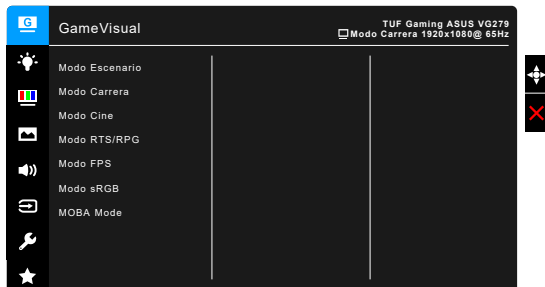 G
GameVisual
TUF Gaming ASUS VG279
Modo Carrera 1920x1080@ 65Hz
Modo Escenario
Modo Carrera
Modo Cine
Modo RTS/RPG
Modo FPS
Modo sRGB
MOBA Mode